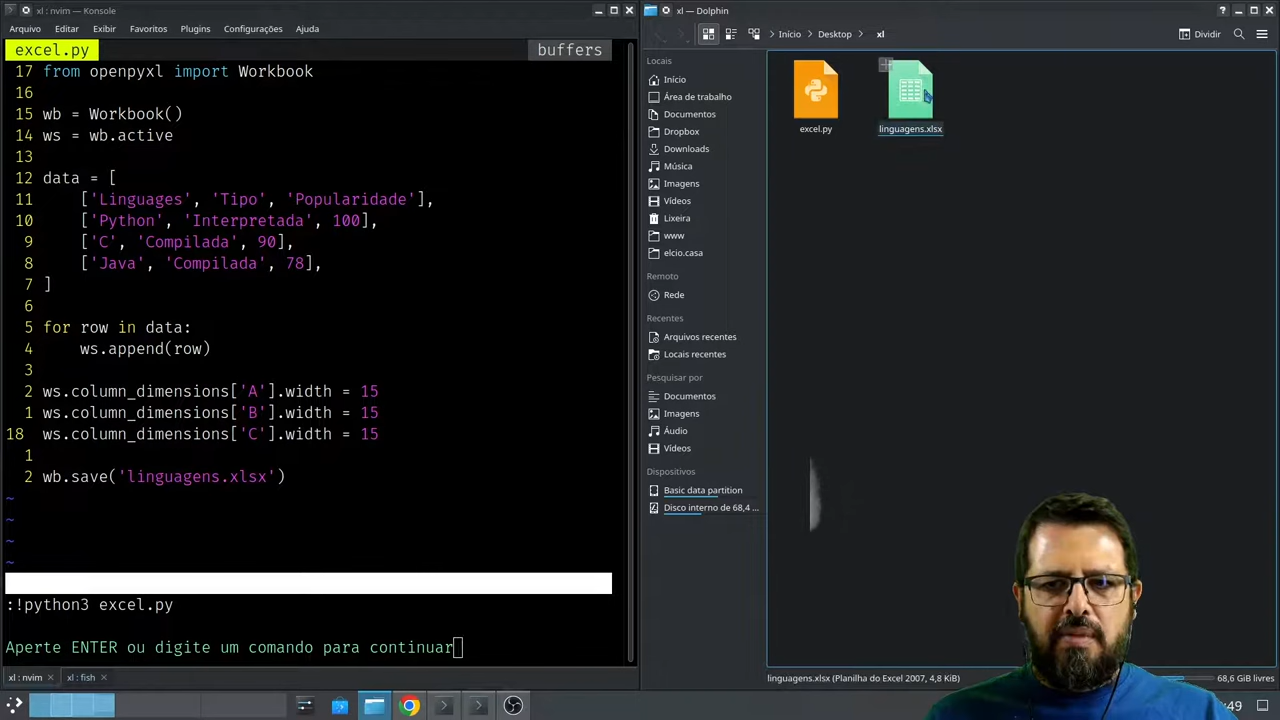 xl : nvim — Konsole
Arquivo Editar Exibir Favoritos Plugins Configurações Ajuda
excel.py buffers
17 from openpyxl import Workbook
16
15 wb = Workbook()
14 ws = wb.active
13
12 data = [
11 ['Linguages', 'Tipo', 'Popularidade'],
10 ['Python', 'Interpretada', 100],
9 ['C', 'Compilada', 90],
8 ['Java', 'Compilada', 78],
7 ]
6
5 for row in data:
4 ws.append(row)
3
2 ws.column_dimensions['A'].width = 15
1 ws.column_dimensions['B'].width = 15
18 ws.column_dimensions['C'].width = 15
1
2 wb.save('linguagens.xlsx')
~
~
~
~
:!python3 excel.py
Aperte ENTER ou digite um comando para continuar
xl : nvim xl : fish
xl — Dolphin
Início Desktop xl
Dividir
Locais
Início
Área de trabalho
Documentos
Dropbox
Downloads
Música
Imagens
Vídeos
Lixeira
www
elcio.casa
Remoto
Rede
Recentes
Arquivos recentes
Locais recentes
Pesquisar por
Documentos
Imagens
Áudio
Vídeos
Dispositivos
Basic data partition
Disco interno de 68,4 ...
excel.py
linguagens.xlsx
linguagens.xlsx (Planilha do Excel 2007, 4,8 KiB)
68,6 GiB livres
:49